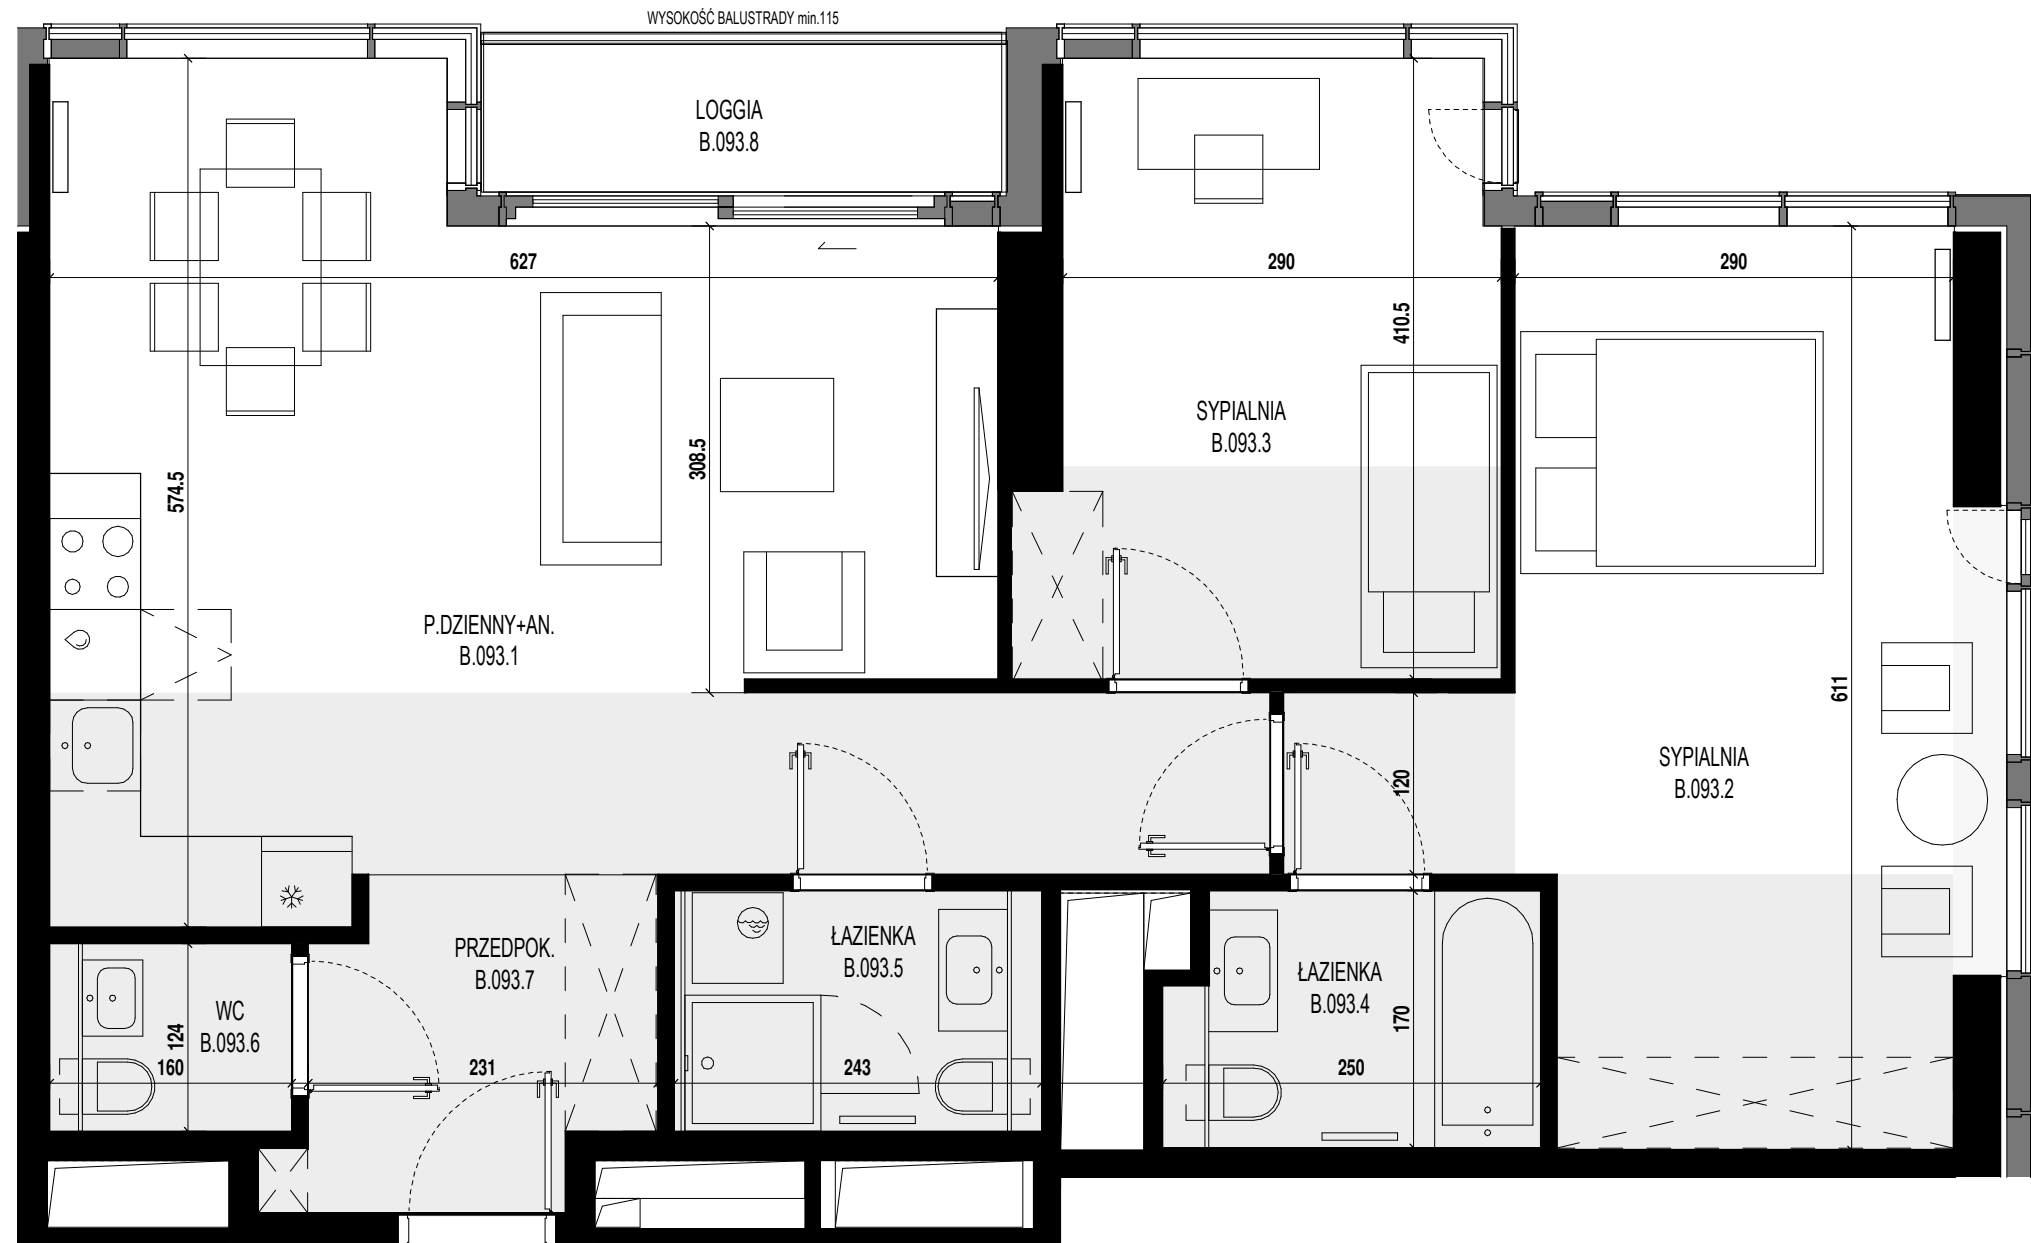 WYSOKOŚĆ BALUSTRADY min.115
LOGGIA
B.093.8
627
290
290
410.5
SYPIALNIA
B.093.3
308.5
574.5
P.DZIENNY+AN.
B.093.1
611
SYPIALNIA
B.093.2
120
PRZEDPOK.
B.093.7
ŁAZIENKA
B.093.5
ŁAZIENKA
B.093.4
WC
B.093.6
124
170
160
231
243
250